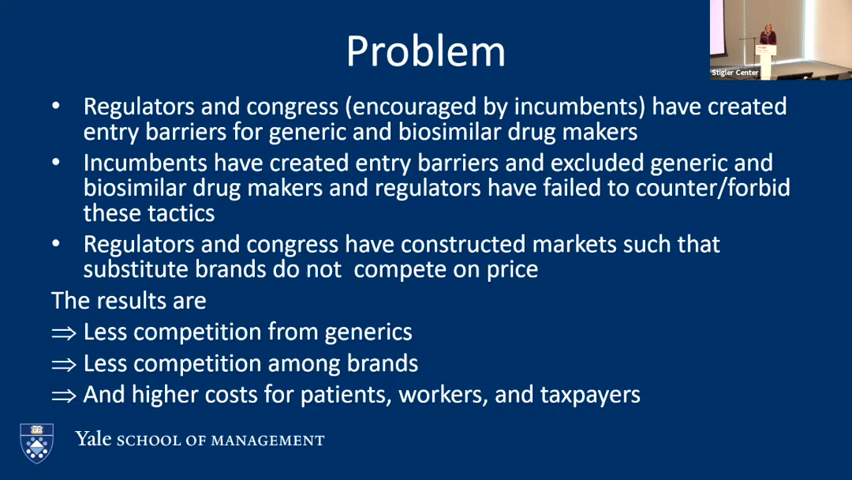 Problem
Stigler Center
• Regulators and congress (encouraged by incumbents) have created
entry barriers for generic and biosimilar drug makers
• Incumbents have created entry barriers and excluded generic and
biosimilar drug makers and regulators have failed to counter/forbid
these tactics
• Regulators and congress have constructed markets such that
substitute brands do not  compete on price
The results are
⇒ Less competition from generics
⇒ Less competition among brands
⇒ And higher costs for patients, workers, and taxpayers
Yale SCHOOL OF MANAGEMENT